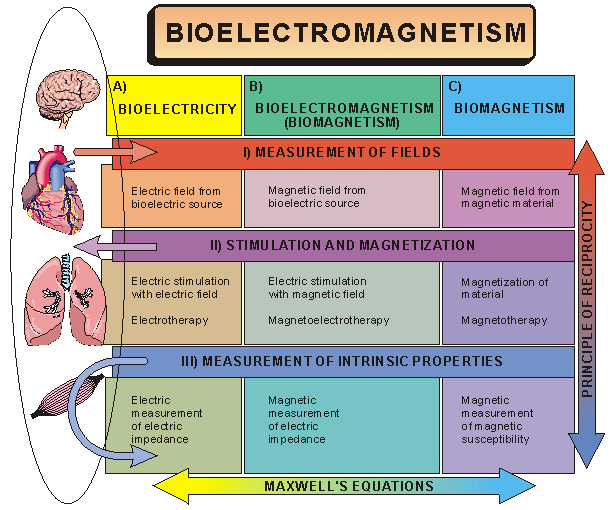 BIOELECTROMAGNETISM
A)
BIOELECTRICITY
B)
BIOELECTROMAGNETISM
(BIOMAGNETISM)
C)
BIOMAGNETISM
I) MEASUREMENT OF FIELDS
Electric field from
bioelectric source
Magnetic field from
bioelectric source
Magnetic field from
magnetic material
II) STIMULATION AND MAGNETIZATION
Electric stimulation
with electric field
Electrotherapy
Electric stimulation
with magnetic field
Magnetoelectrotherapy
Magnetization of
material
Magnetotherapy
III) MEASUREMENT OF INTRINSIC PROPERTIES
Electric
measurement
of electric
impedance
Magnetic
measurement
of electric
impedance
Magnetic
measurement
of magnetic
susceptibility
PRINCIPLE OF RECIPROCITY
MAXWELL'S EQUATIONS